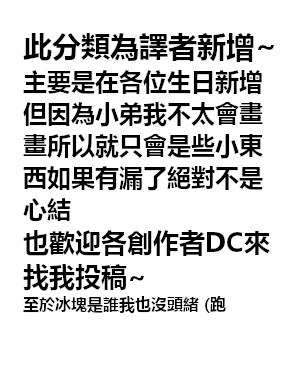 此分類為譯者新增~
主要是在各位生日新增
但因為小弟我不太會畫
畫所以就只會是些小東
西如果有漏了絕對不是
心結
也歡迎各創作者DC來
找我投稿~
至於冰塊是誰我也沒頭緒 (跑